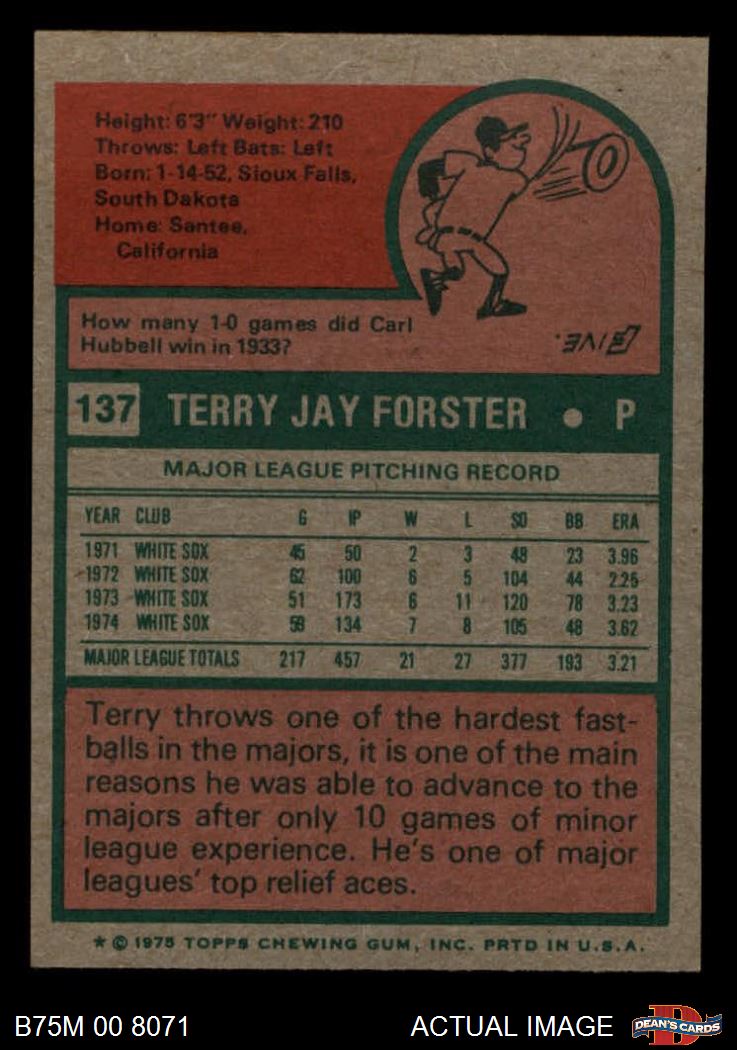 Height: 6'3" Weight: 210
Throws: Left Bats: Left
Born: 1-14-52, Sioux Falls,
South Dakota
Home: Santee,
California
How many 1-0 games did Carl
Hubbell win in 1933?
FIVE.
137 TERRY JAY FORSTER ● P
MAJOR LEAGUE PITCHING RECORD
YEAR CLUB G IP W L SO BB ERA
1971 WHITE SOX 45 50 2 3 48 23 3.96
1972 WHITE SOX 62 100 6 5 104 44 2.25
1973 WHITE SOX 51 173 6 11 120 78 3.23
1974 WHITE SOX 59 134 7 8 105 48 3.62
MAJOR LEAGUE TOTALS 217 457 21 27 377 193 3.21
Terry throws one of the hardest fast-
balls in the majors, it is one of the main
reasons he was able to advance to the
majors after only 10 games of minor
league experience. He's one of major
leagues' top relief aces.
* © 1975 TOPPS CHEWING GUM, INC. PRTD IN U.S.A.
B75M 00 8071 ACTUAL IMAGE DEAN'S CARDS